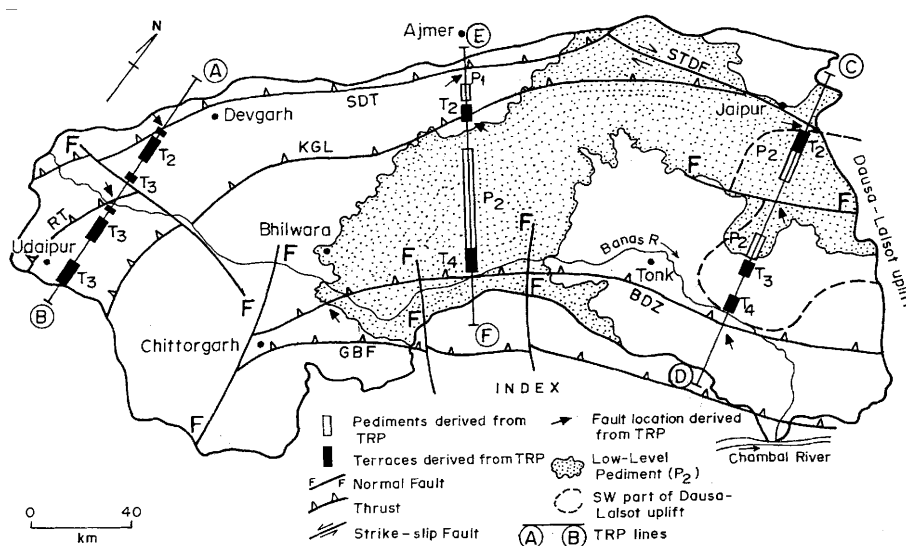 N
Ajmer
E
A
STDF
C
P1
SDT
Devgarh
T2
Jaipur
F
T2
P2
T2
KGL
T3
F
Dausa-Lalsot uplift
RT
P2
F
T3
Udaipur
Bhilwara
Banas R
P2
T3
F
T4
Tonk
T3
B
F
F
BDZ
T4
F
F
Chittorgarh
GBF
F
D
F
INDEX
Pediments derived from TRP
Fault location derived from TRP
Terraces derived from TRP
Low-Level Pediment (P2)
Chambal River
F F Normal Fault
Thrust
SW part of Dausa-Lalsot uplift
40 0 40
km
Strike-slip Fault
A B TRP lines